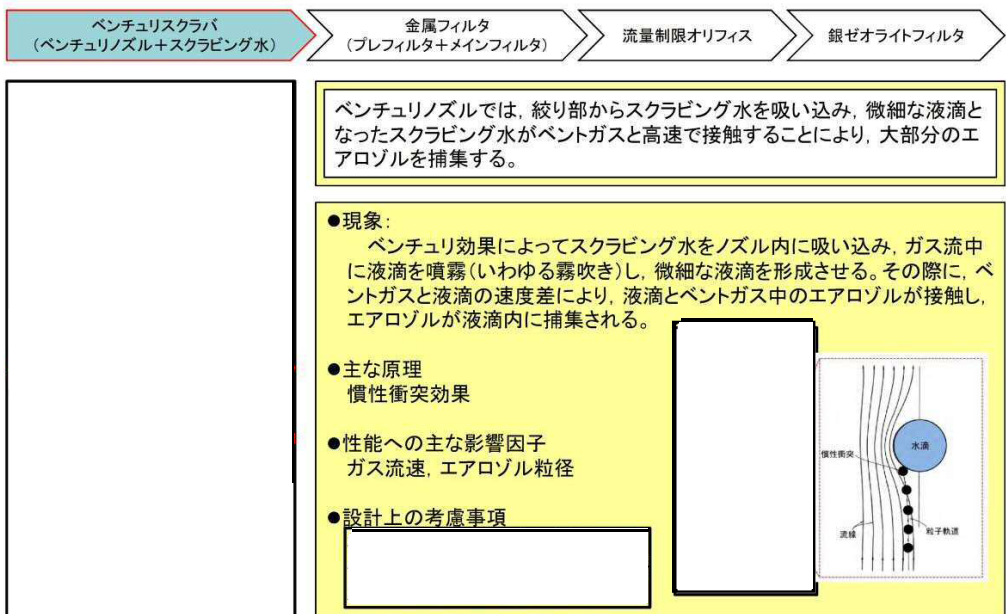 ベンチュリスクラバ
(ベンチュリノズル+スクラビング水)
金属フィルタ
(プレフィルタ+メインフィルタ)
流量制限オリフィス
銀ゼオライトフィルタ
ベンチュリノズルでは,絞り部からスクラビング水を吸い込み,微細な液滴と
なったスクラビング水がベントガスと高速で接触することにより,大部分のエ
アロゾルを捕集する。
●現象:
ベンチュリ効果によってスクラビング水をノズル内に吸い込み,ガス流中
に液滴を噴霧(いわゆる霧吹き)し,微細な液滴を形成させる。その際に,ベ
ントガスと液滴の速度差により,液滴とベントガス中のエアロゾルが接触し,
エアロゾルが液滴内に捕集される。
●主な原理
慣性衝突効果
●性能への主な影響因子
ガス流速,エアロゾル粒径
●設計上の考慮事項
水滴
慣性衝突
流線
粒子軌道